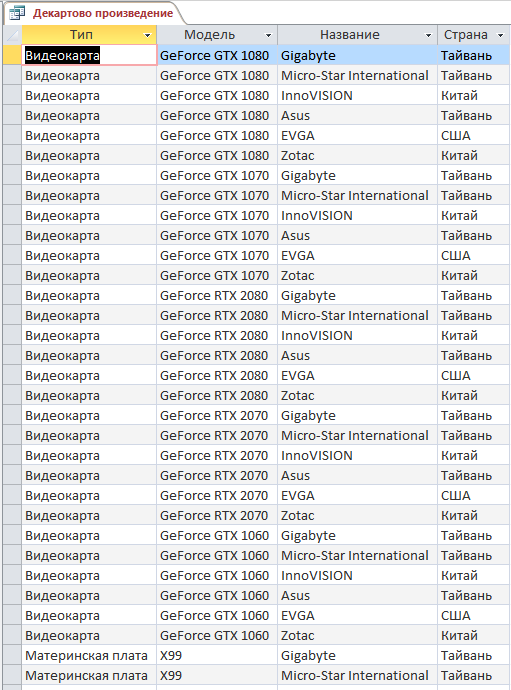 Декартово произведение
Тип Модель Название Страна
Видеокарта GeForce GTX 1080 Gigabyte Тайвань
Видеокарта GeForce GTX 1080 Micro-Star International Тайвань
Видеокарта GeForce GTX 1080 InnoVISION Китай
Видеокарта GeForce GTX 1080 Asus Тайвань
Видеокарта GeForce GTX 1080 EVGA США
Видеокарта GeForce GTX 1080 Zotac Китай
Видеокарта GeForce GTX 1070 Gigabyte Тайвань
Видеокарта GeForce GTX 1070 Micro-Star International Тайвань
Видеокарта GeForce GTX 1070 InnoVISION Китай
Видеокарта GeForce GTX 1070 Asus Тайвань
Видеокарта GeForce GTX 1070 EVGA США
Видеокарта GeForce GTX 1070 Zotac Китай
Видеокарта GeForce RTX 2080 Gigabyte Тайвань
Видеокарта GeForce RTX 2080 Micro-Star International Тайвань
Видеокарта GeForce RTX 2080 InnoVISION Китай
Видеокарта GeForce RTX 2080 Asus Тайвань
Видеокарта GeForce RTX 2080 EVGA США
Видеокарта GeForce RTX 2080 Zotac Китай
Видеокарта GeForce RTX 2070 Gigabyte Тайвань
Видеокарта GeForce RTX 2070 Micro-Star International Тайвань
Видеокарта GeForce RTX 2070 InnoVISION Китай
Видеокарта GeForce RTX 2070 Asus Тайвань
Видеокарта GeForce RTX 2070 EVGA США
Видеокарта GeForce RTX 2070 Zotac Китай
Видеокарта GeForce GTX 1060 Gigabyte Тайвань
Видеокарта GeForce GTX 1060 Micro-Star International Тайвань
Видеокарта GeForce GTX 1060 InnoVISION Китай
Видеокарта GeForce GTX 1060 Asus Тайвань
Видеокарта GeForce GTX 1060 EVGA США
Видеокарта GeForce GTX 1060 Zotac Китай
Материнская плата X99 Gigabyte Тайвань
Материнская плата X99 Micro-Star International Тайвань